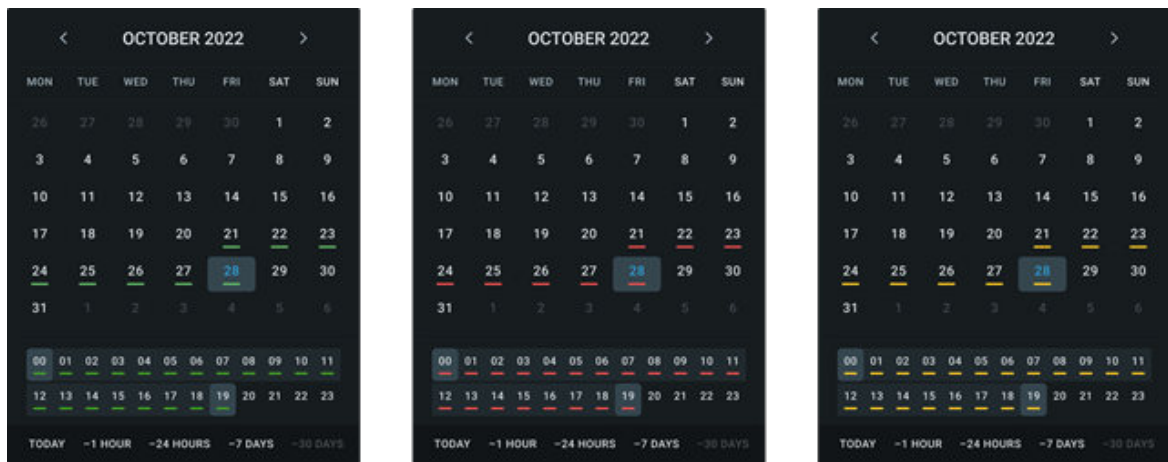 OCTOBER 2022
MON TUE WED THU FRI SAT SUN
26 27 28 29 30 1 2
3 4 5 6 7 8 9
10 11 12 13 14 15 16
17 18 19 20 21 22 23
24 25 26 27 28 29 30
31 1 2 3 4 5 6
00 01 02 03 04 05 06 07 08 09 10 11
12 13 14 15 16 17 18 19 20 21 22 23
TODAY −1 HOUR −24 HOURS −7 DAYS −30 DAYS
OCTOBER 2022
MON TUE WED THU FRI SAT SUN
26 27 28 29 30 1 2
3 4 5 6 7 8 9
10 11 12 13 14 15 16
17 18 19 20 21 22 23
24 25 26 27 28 29 30
31 1 2 3 4 5 6
00 01 02 03 04 05 06 07 08 09 10 11
12 13 14 15 16 17 18 19 20 21 22 23
TODAY −1 HOUR −24 HOURS −7 DAYS −30 DAYS
OCTOBER 2022
MON TUE WED THU FRI SAT SUN
26 27 28 29 30 1 2
3 4 5 6 7 8 9
10 11 12 13 14 15 16
17 18 19 20 21 22 23
24 25 26 27 28 29 30
31 1 2 3 4 5 6
00 01 02 03 04 05 06 07 08 09 10 11
12 13 14 15 16 17 18 19 20 21 22 23
TODAY −1 HOUR −24 HOURS −7 DAYS −30 DAYS